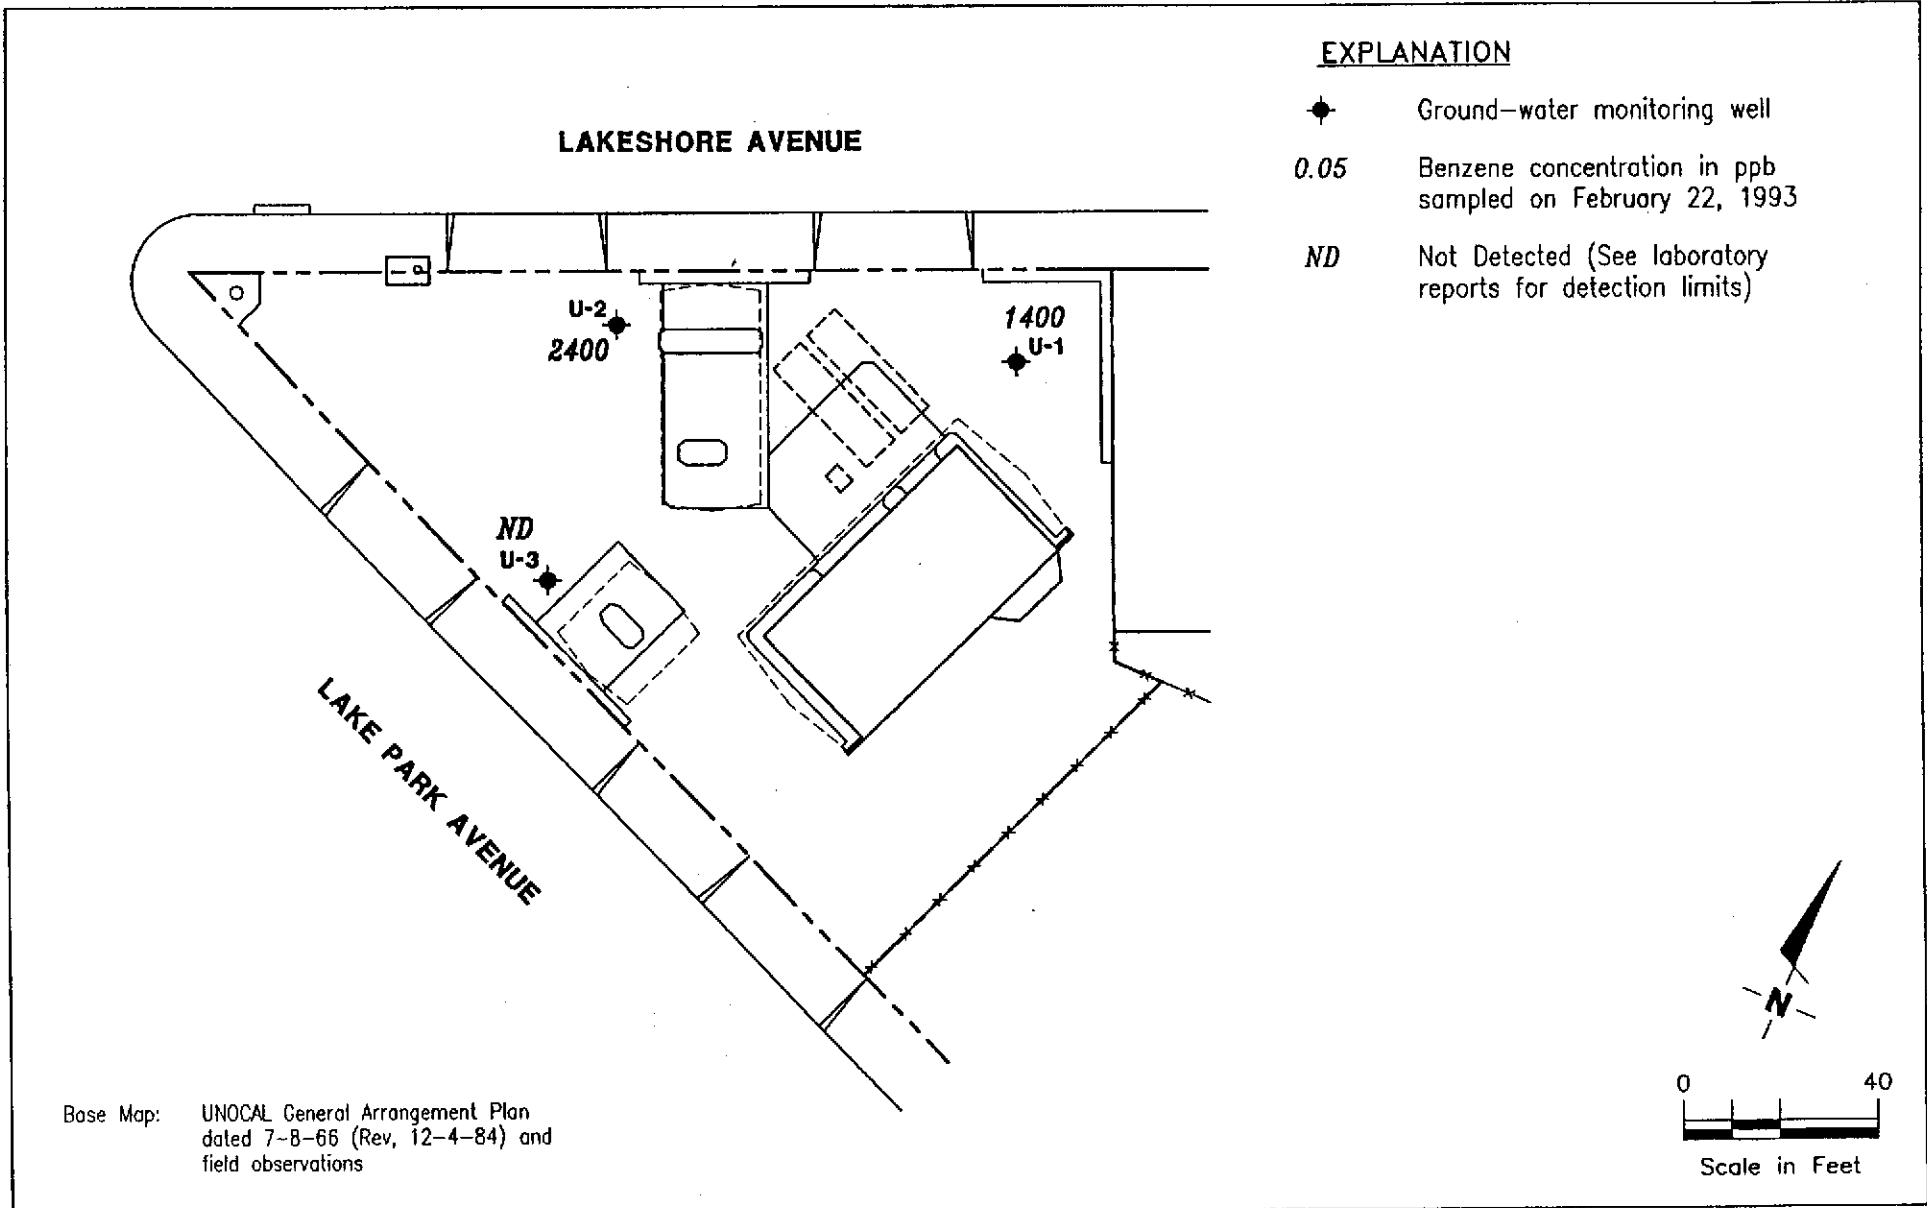 EXPLANATION
Ground-water monitoring well
0.05 Benzene concentration in ppb
sampled on February 22, 1993
ND Not Detected (See laboratory
reports for detection limits)
LAKESHORE AVENUE
U-2
2400
1400
U-1
ND
U-3
LAKE PARK AVENUE
N
0 40
Scale in Feet
Base Map: UNOCAL General Arrangement Plan
dated 7-8-66 (Rev, 12-4-84) and
field observations